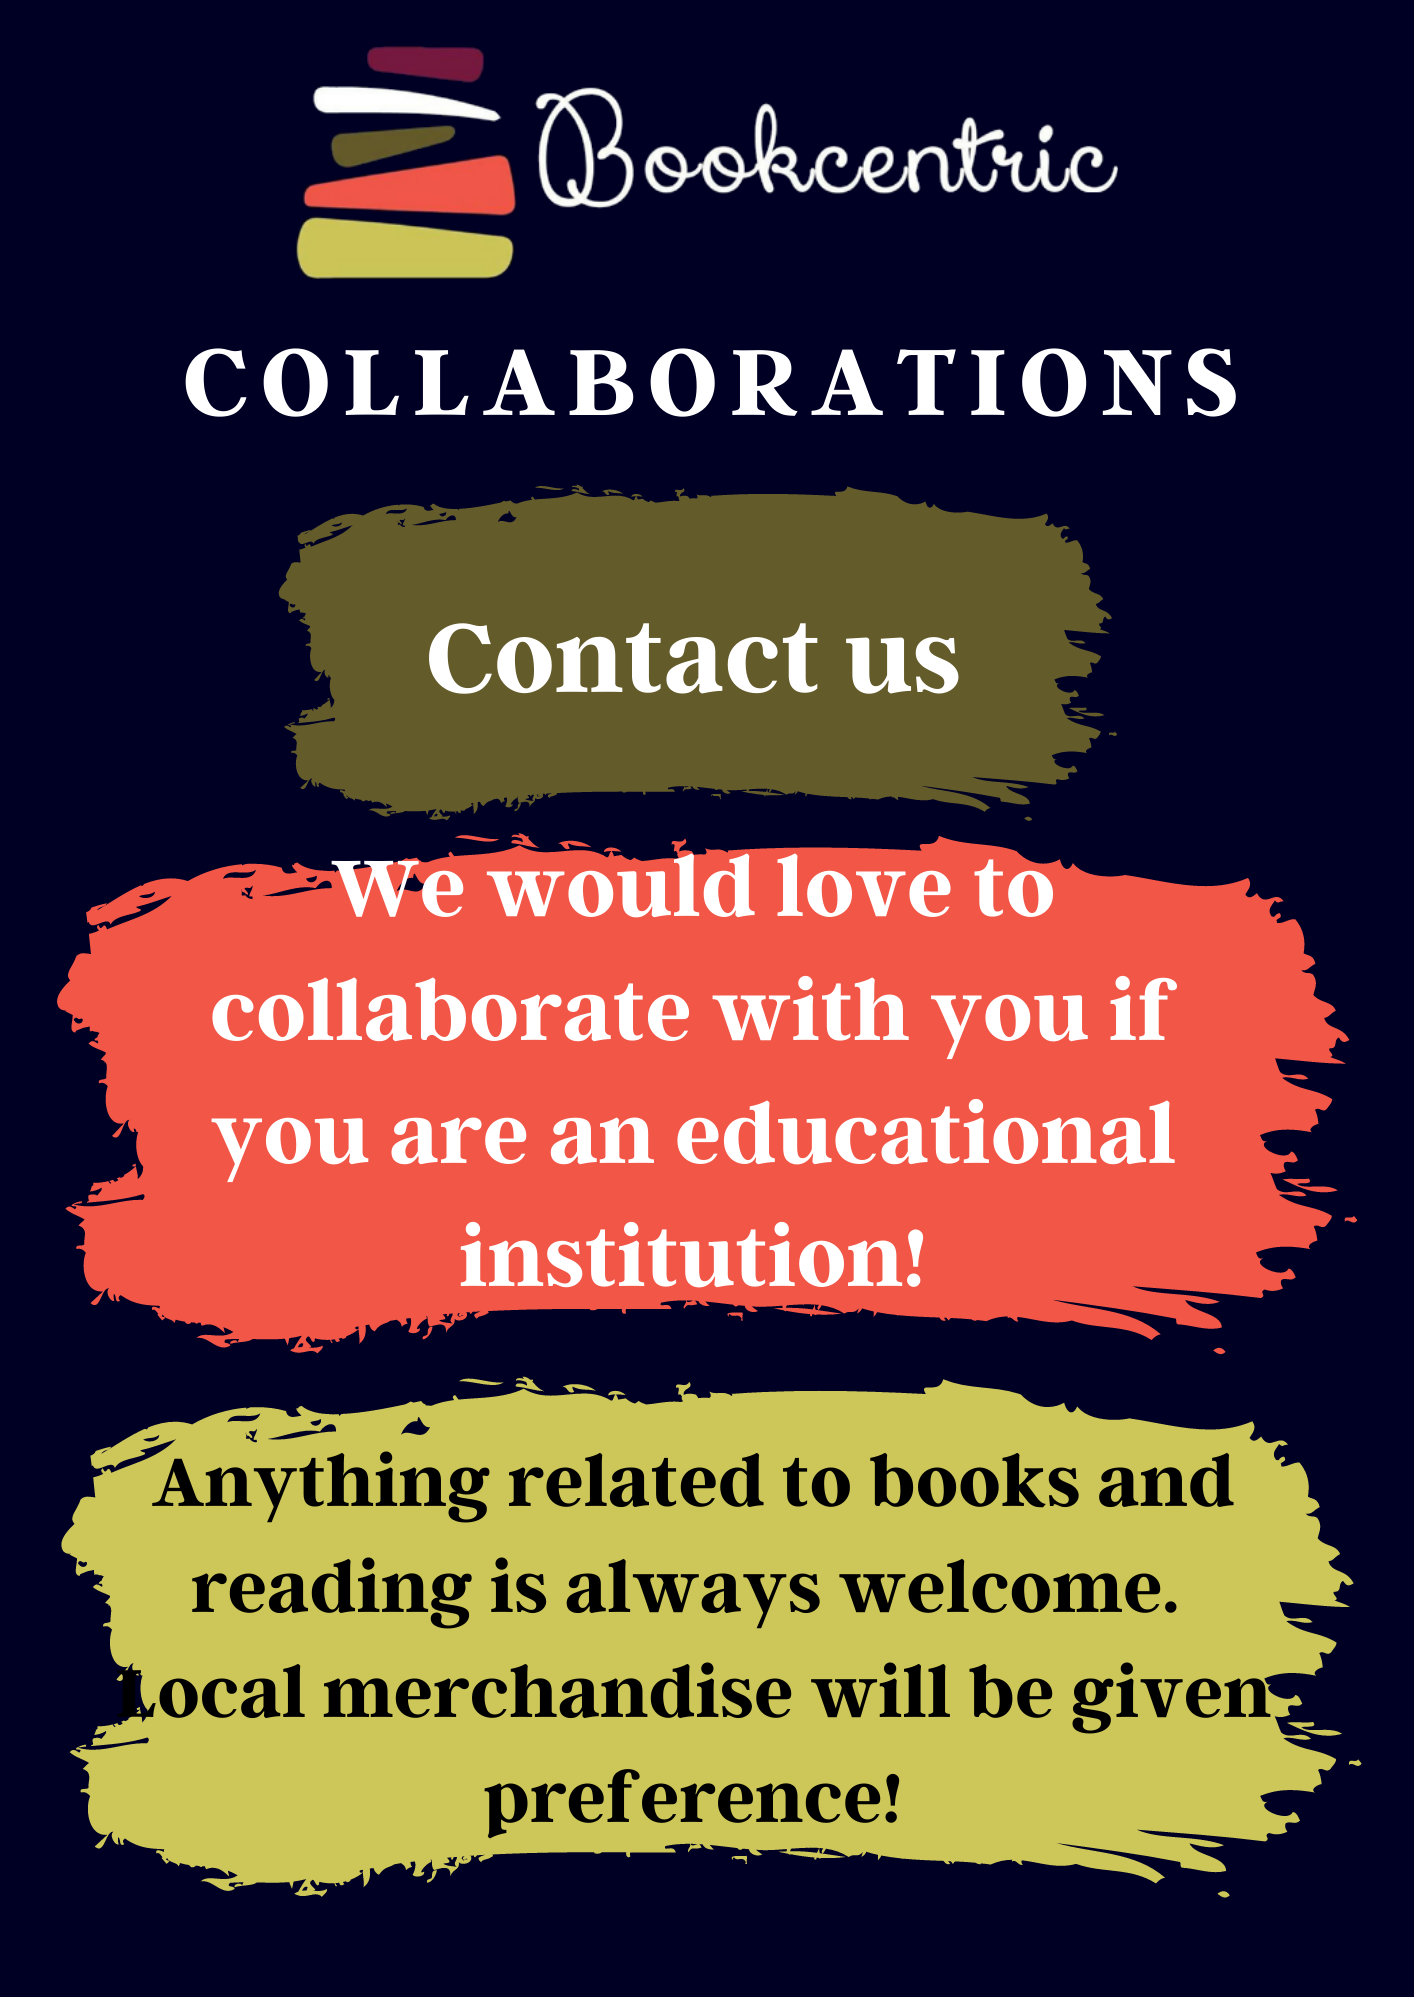 Bookcentric
COLLABORATIONS
Contact us
We would love to
collaborate with you if
you are an educational
institution!
Anything related to books and
reading is always welcome.
Local merchandise will be given
preference!